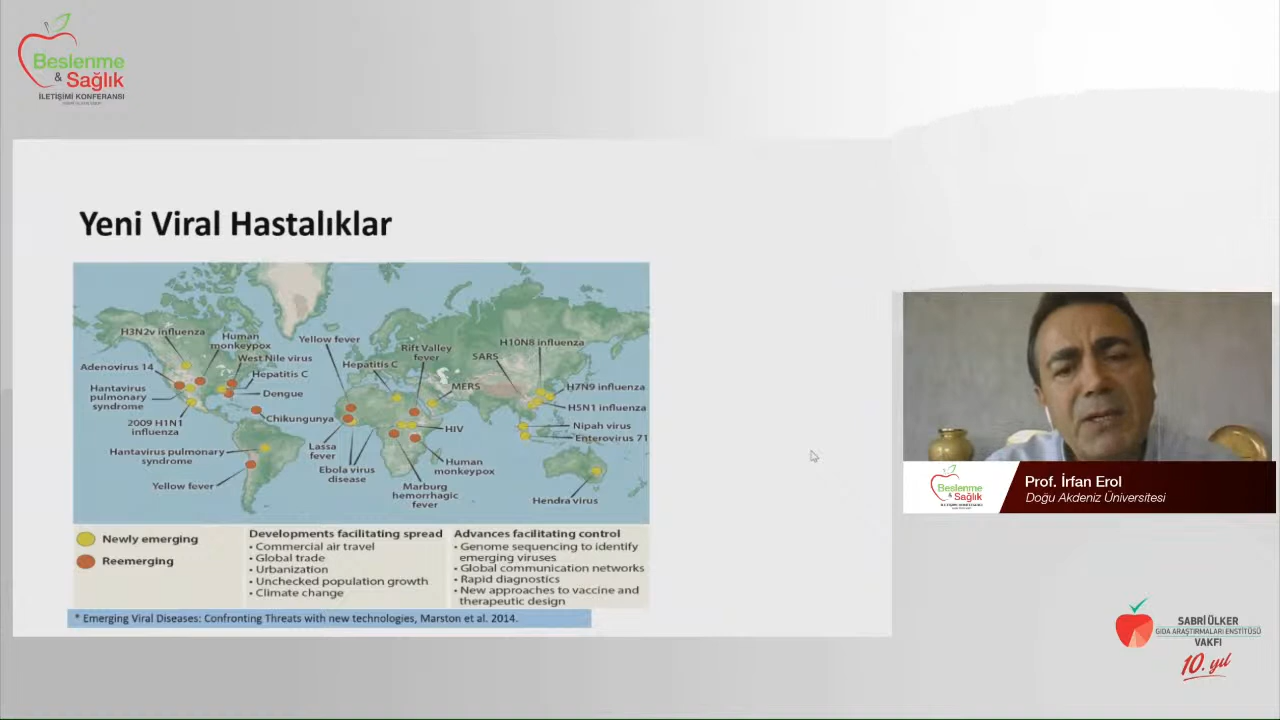 Beslenme
& Sağlık
İLETİŞİMİ KONFERANSI
Yeni Viral Hastalıklar
H3N2v influenza
Human
monkeypox
Yellow fever
Rift Valley
fever
H10N8 influenza
SARS
West Nile virus
Adenovirus 14
Hepatitis C
Hepatitis C
MERS
H7N9 influenza
Hantavirus
pulmonary
syndrome
Dengue
H5N1 influenza
Chikungunya
2009 H1N1
influenza
HIV
Nipah virus
Enterovirus 71
Lassa
fever
Hantavirus pulmonary
syndrome
Ebola virus
disease
Human
monkeypox
Yellow fever
Marburg
hemorrhagic
fever
Hendra virus
Newly emerging
Reemerging
Developments facilitating spread
• Commercial air travel
• Global trade
• Urbanization
• Unchecked population growth
• Climate change
Advances facilitating control
• Genome sequencing to identify
emerging viruses
• Global communication networks
• Rapid diagnostics
• New approaches to vaccine and
therapeutic design
* Emerging Viral Diseases: Confronting Threats with new technologies, Marston et al. 2014.
Beslenme
& Sağlık
Prof. İrfan Erol
Doğu Akdeniz Üniversitesi
SABRİ ÜLKER
GIDA ARAŞTIRMALARI ENSTİTÜSÜ
VAKFI
10. yıl